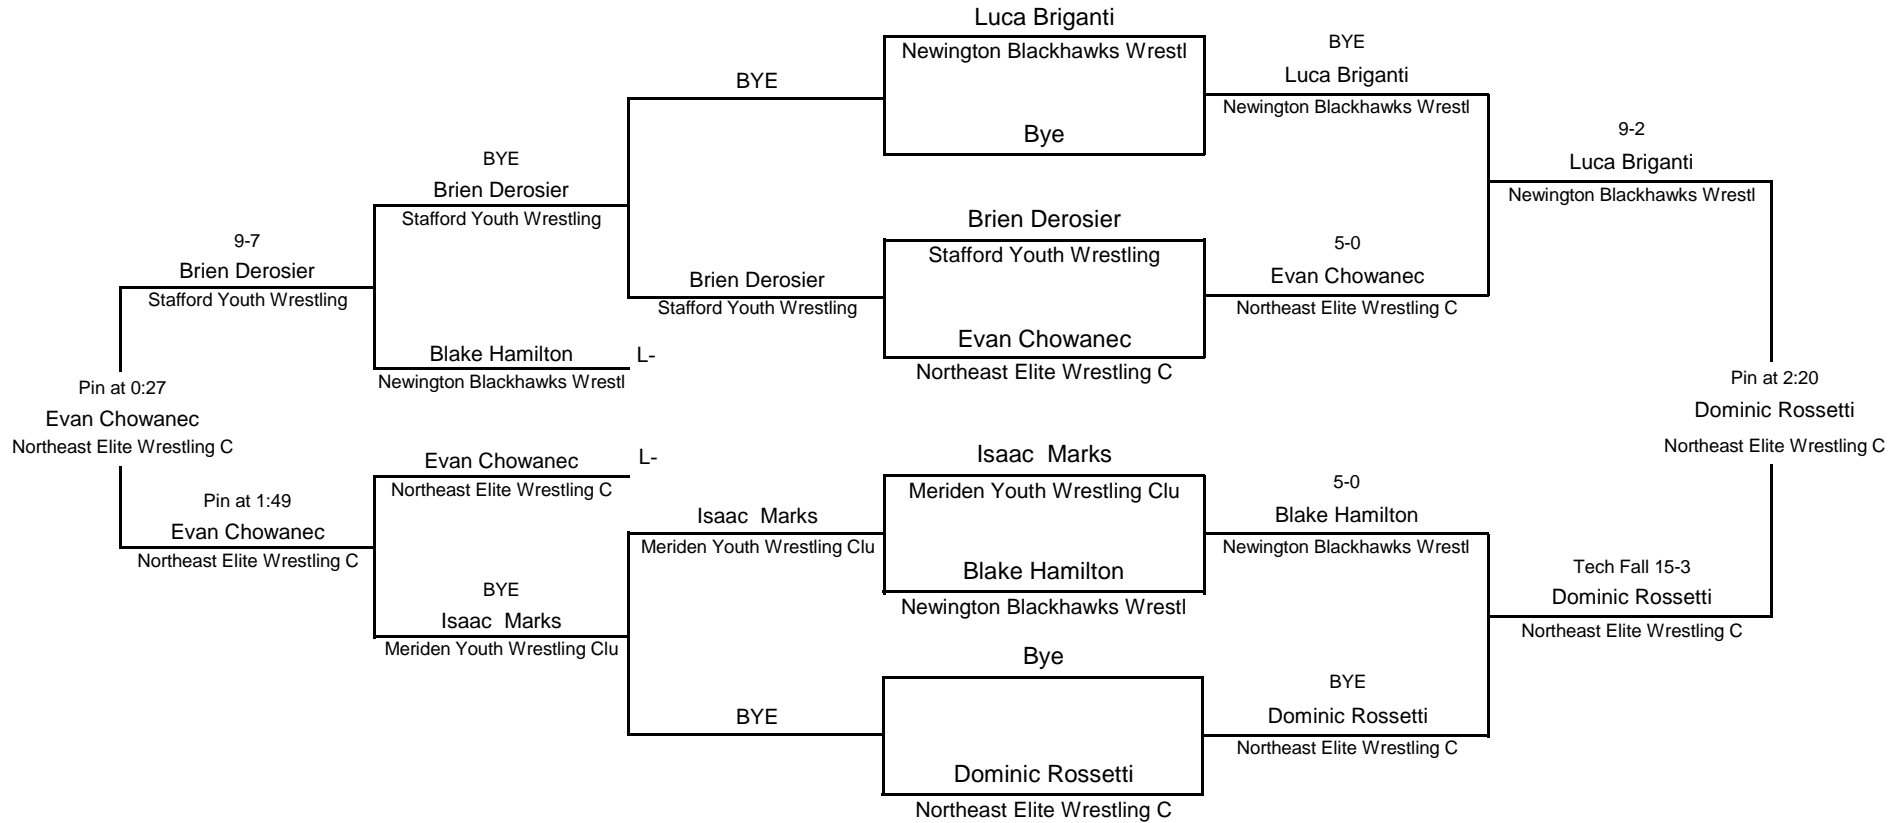 Luca Briganti
Newington Blackhawks Wrestl
Bye
Brien Derosier
Stafford Youth Wrestling
Evan Chowanec
Northeast Elite Wrestling C
Isaac  Marks
Meriden Youth Wrestling Clu
Blake Hamilton
Newington Blackhawks Wrestl
Bye
Dominic Rossetti
Northeast Elite Wrestling C
BYE
Luca Briganti
Newington Blackhawks Wrestl
5-0
Evan Chowanec
Northeast Elite Wrestling C
5-0
Blake Hamilton
Newington Blackhawks Wrestl
BYE
Dominic Rossetti
Northeast Elite Wrestling C
9-2
Luca Briganti
Newington Blackhawks Wrestl
Tech Fall 15-3
Dominic Rossetti
Northeast Elite Wrestling C
Pin at 2:20
Dominic Rossetti
Northeast Elite Wrestling C
BYE
Brien Derosier
Stafford Youth Wrestling
Isaac  Marks
Meriden Youth Wrestling Clu
BYE
BYE
Brien Derosier
Stafford Youth Wrestling
Blake Hamilton
L-
Newington Blackhawks Wrestl
Evan Chowanec
L-
Northeast Elite Wrestling C
BYE
Isaac  Marks
Meriden Youth Wrestling Clu
9-7
Brien Derosier
Stafford Youth Wrestling
Pin at 1:49
Evan Chowanec
Northeast Elite Wrestling C
Pin at 0:27
Evan Chowanec
Northeast Elite Wrestling C